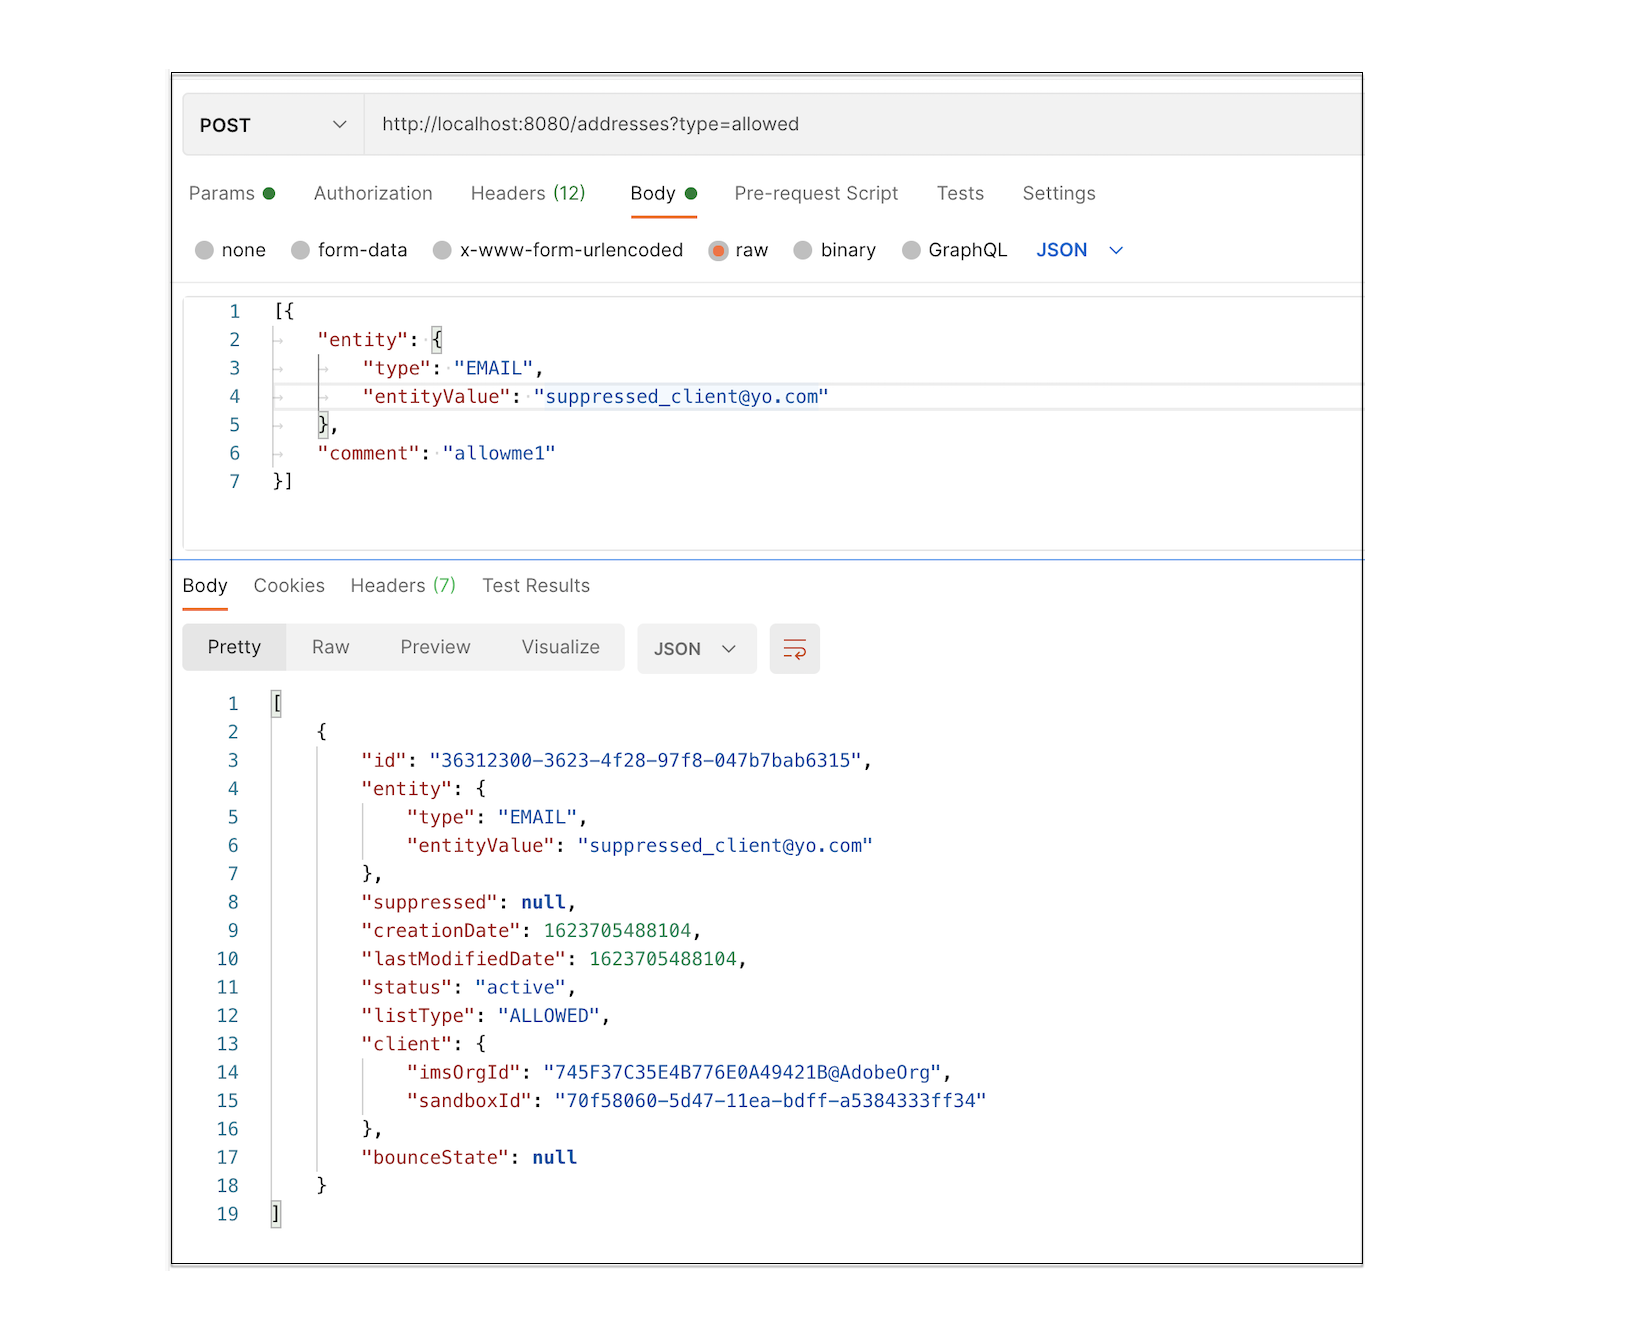 POST http://localhost:8080/addresses?type=allowed
Params Authorization Headers (12) Body Pre-request Script Tests Settings
none form-data x-www-form-urlencoded raw binary GraphQL JSON
1 [{
2 "entity": {
3 "type": "EMAIL",
4 "entityValue": "suppressed_client@yo.com"
5 },
6 "comment": "allowme1"
7 }]
Body Cookies Headers (7) Test Results
Pretty Raw Preview Visualize JSON
1 [
2 {
3 "id": "36312300-3623-4f28-97f8-047b7bab6315",
4 "entity": {
5 "type": "EMAIL",
6 "entityValue": "suppressed_client@yo.com"
7 },
8 "suppressed": null,
9 "creationDate": 1623705488104,
10 "lastModifiedDate": 1623705488104,
11 "status": "active",
12 "listType": "ALLOWED",
13 "client": {
14 "imsOrgId": "745F37C35E4B776E0A49421B@AdobeOrg",
15 "sandboxId": "70f58060-5d47-11ea-bdff-a5384333ff34"
16 },
17 "bounceState": null
18 }
19 ]